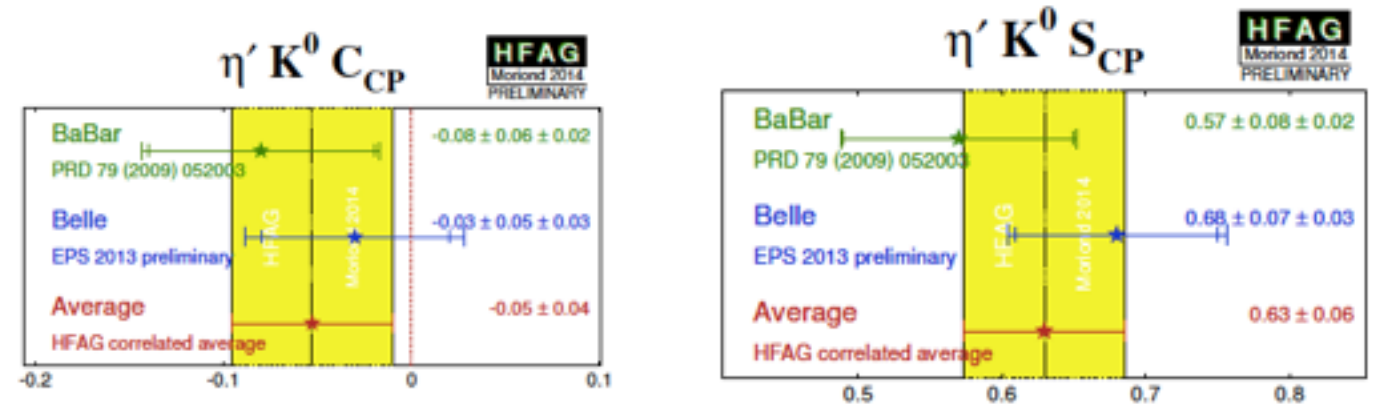 η′ K⁰ C_CP
HFAG
Moriond 2014
PRELIMINARY
BaBar
-0.08 ± 0.06 ± 0.02
PRD 79 (2009) 052003
Belle
-0.03 ± 0.05 ± 0.03
EPS 2013 preliminary
HFAG
Moriond 2014
Average
-0.05 ± 0.04
HFAG correlated average
-0.2 -0.1 0 0.1
η′ K⁰ S_CP
HFAG
Moriond 2014
PRELIMINARY
BaBar
0.57 ± 0.08 ± 0.02
PRD 79 (2009) 052003
Belle
0.68 ± 0.07 ± 0.03
EPS 2013 preliminary
HFAG
Moriond 2014
Average
0.63 ± 0.06
HFAG correlated average
0.5 0.6 0.7 0.8